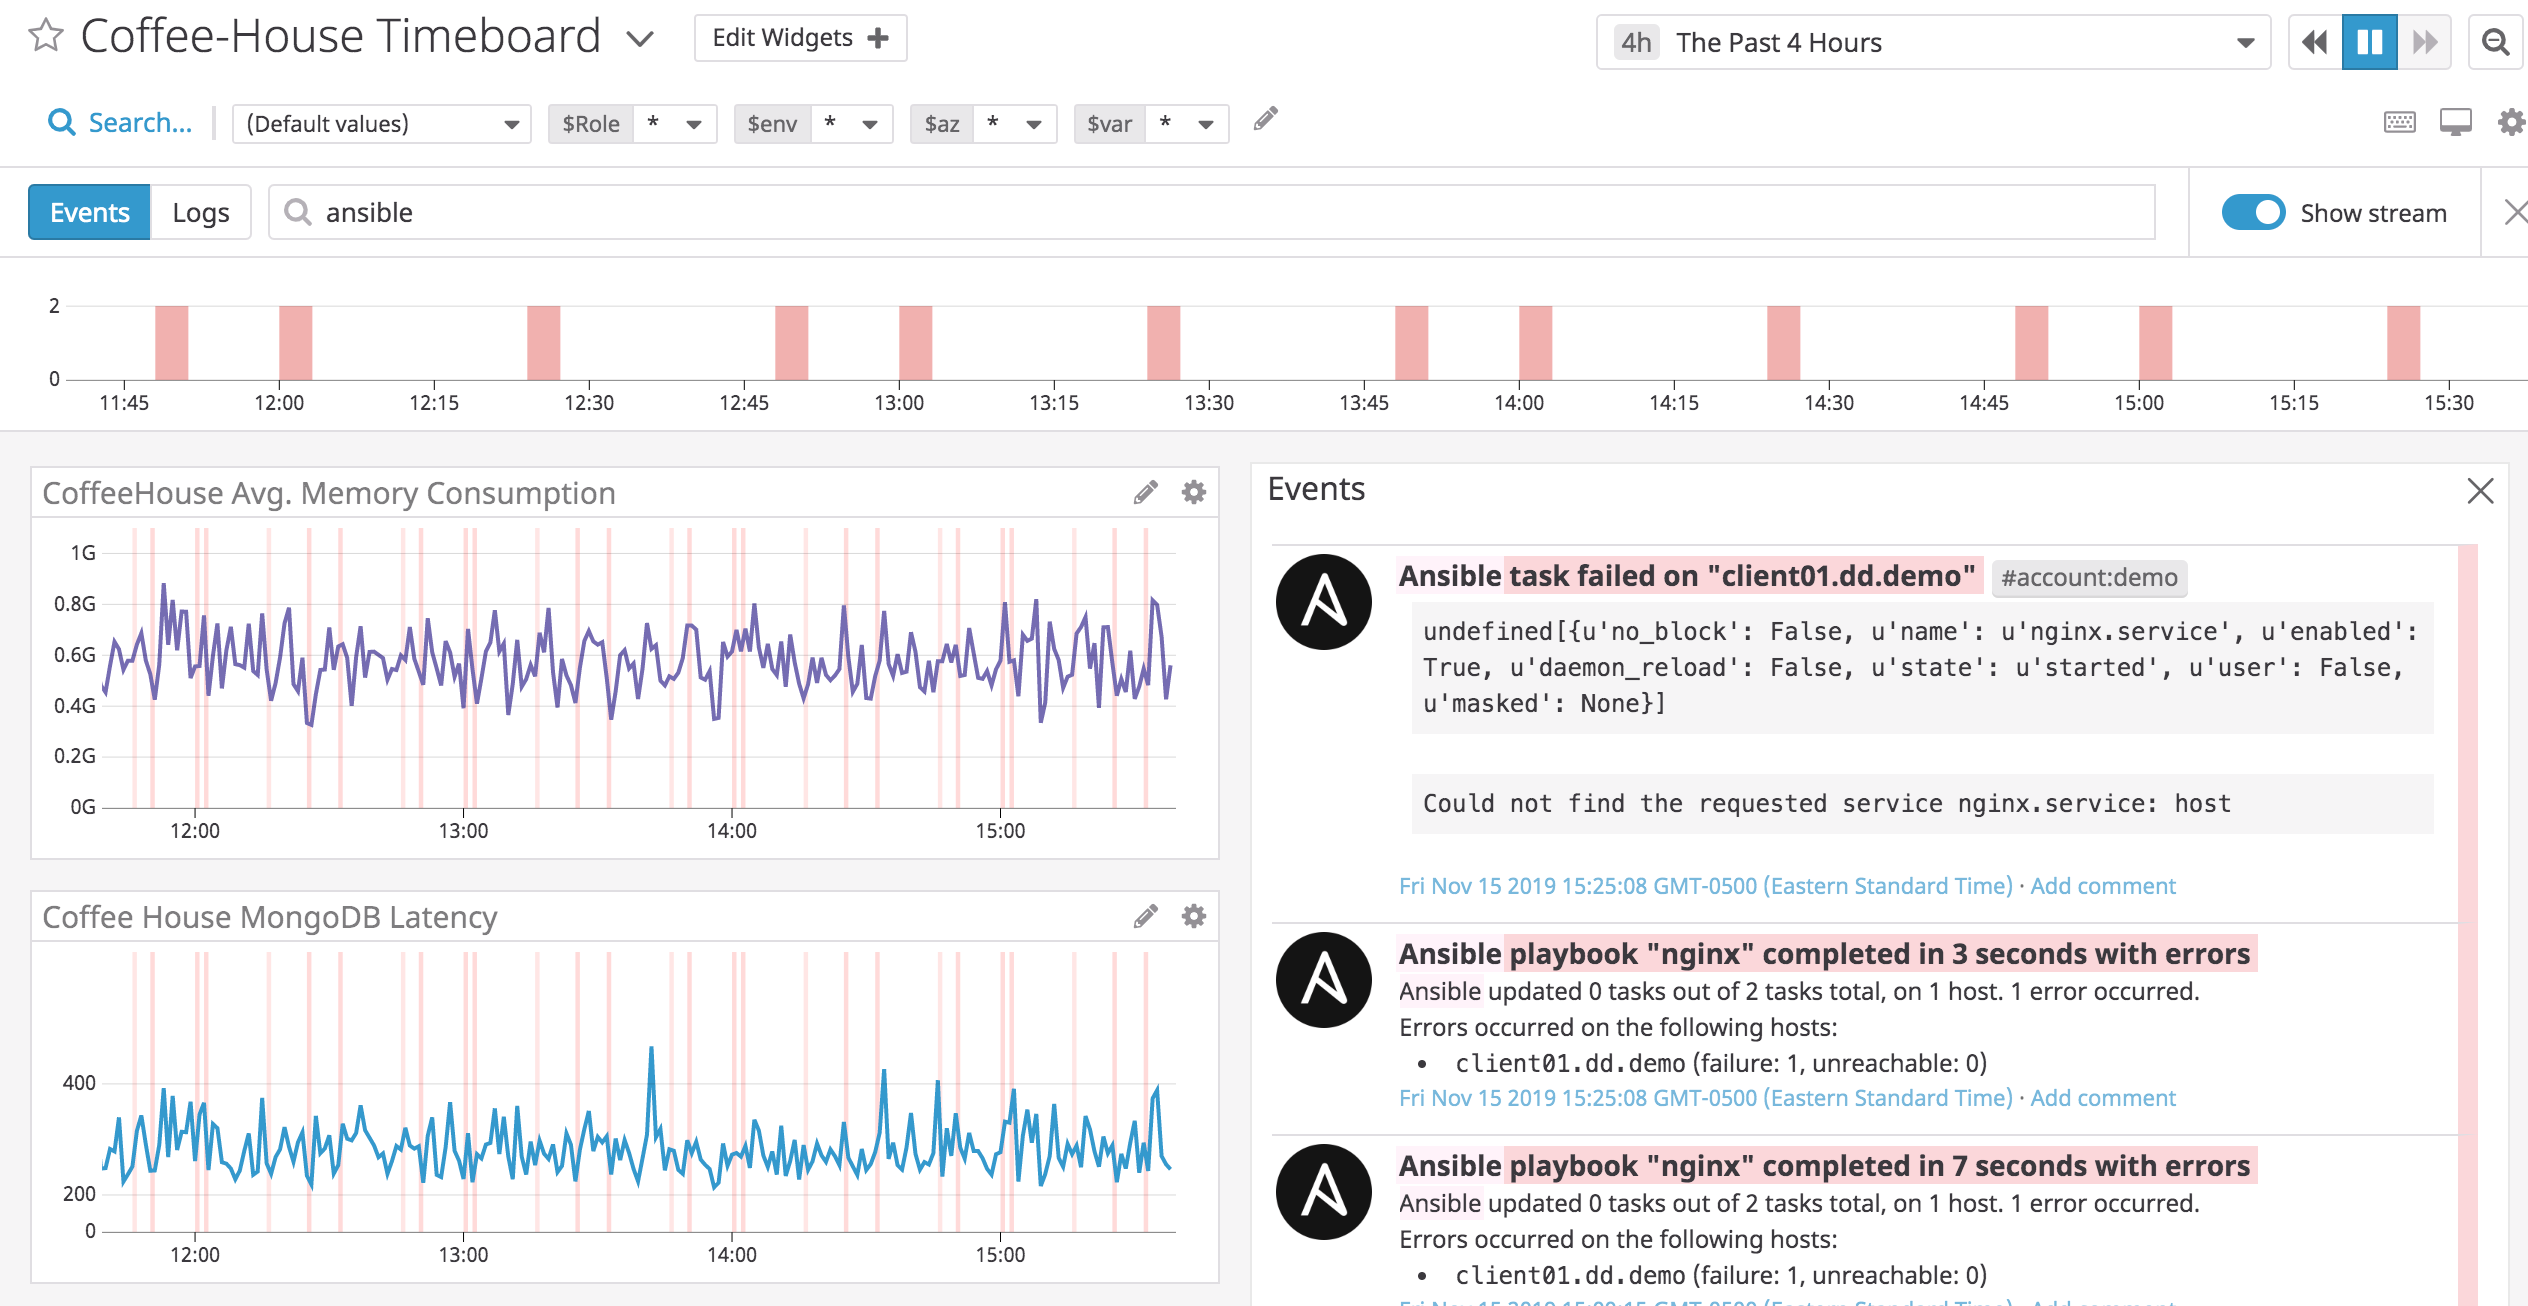 Coffee-House Timeboard
Edit Widgets
4h The Past 4 Hours
Search...
(Default values)
$Role *
$env *
$az *
$var *
Events
Logs
ansible
Show stream
2
0
11:45 12:00 12:15 12:30 12:45 13:00 13:15 13:30 13:45 14:00 14:15 14:30 14:45 15:00 15:15 15:30
CoffeeHouse Avg. Memory Consumption
1G
0.8G
0.6G
0.4G
0.2G
0G
12:00 13:00 14:00 15:00
Coffee House MongoDB Latency
400
200
0
12:00 13:00 14:00 15:00
Events
Ansible task failed on "client01.dd.demo" #account:demo
undefined[{u'no_block': False, u'name': u'nginx.service', u'enabled':
True, u'daemon_reload': False, u'state': u'started', u'user': False,
u'masked': None}]
Could not find the requested service nginx.service: host
Fri Nov 15 2019 15:25:08 GMT-0500 (Eastern Standard Time) · Add comment
Ansible playbook "nginx" completed in 3 seconds with errors
Ansible updated 0 tasks out of 2 tasks total, on 1 host. 1 error occurred.
Errors occurred on the following hosts:
• client01.dd.demo (failure: 1, unreachable: 0)
Fri Nov 15 2019 15:25:08 GMT-0500 (Eastern Standard Time) · Add comment
Ansible playbook "nginx" completed in 7 seconds with errors
Ansible updated 0 tasks out of 2 tasks total, on 1 host. 1 error occurred.
Errors occurred on the following hosts:
• client01.dd.demo (failure: 1, unreachable: 0)